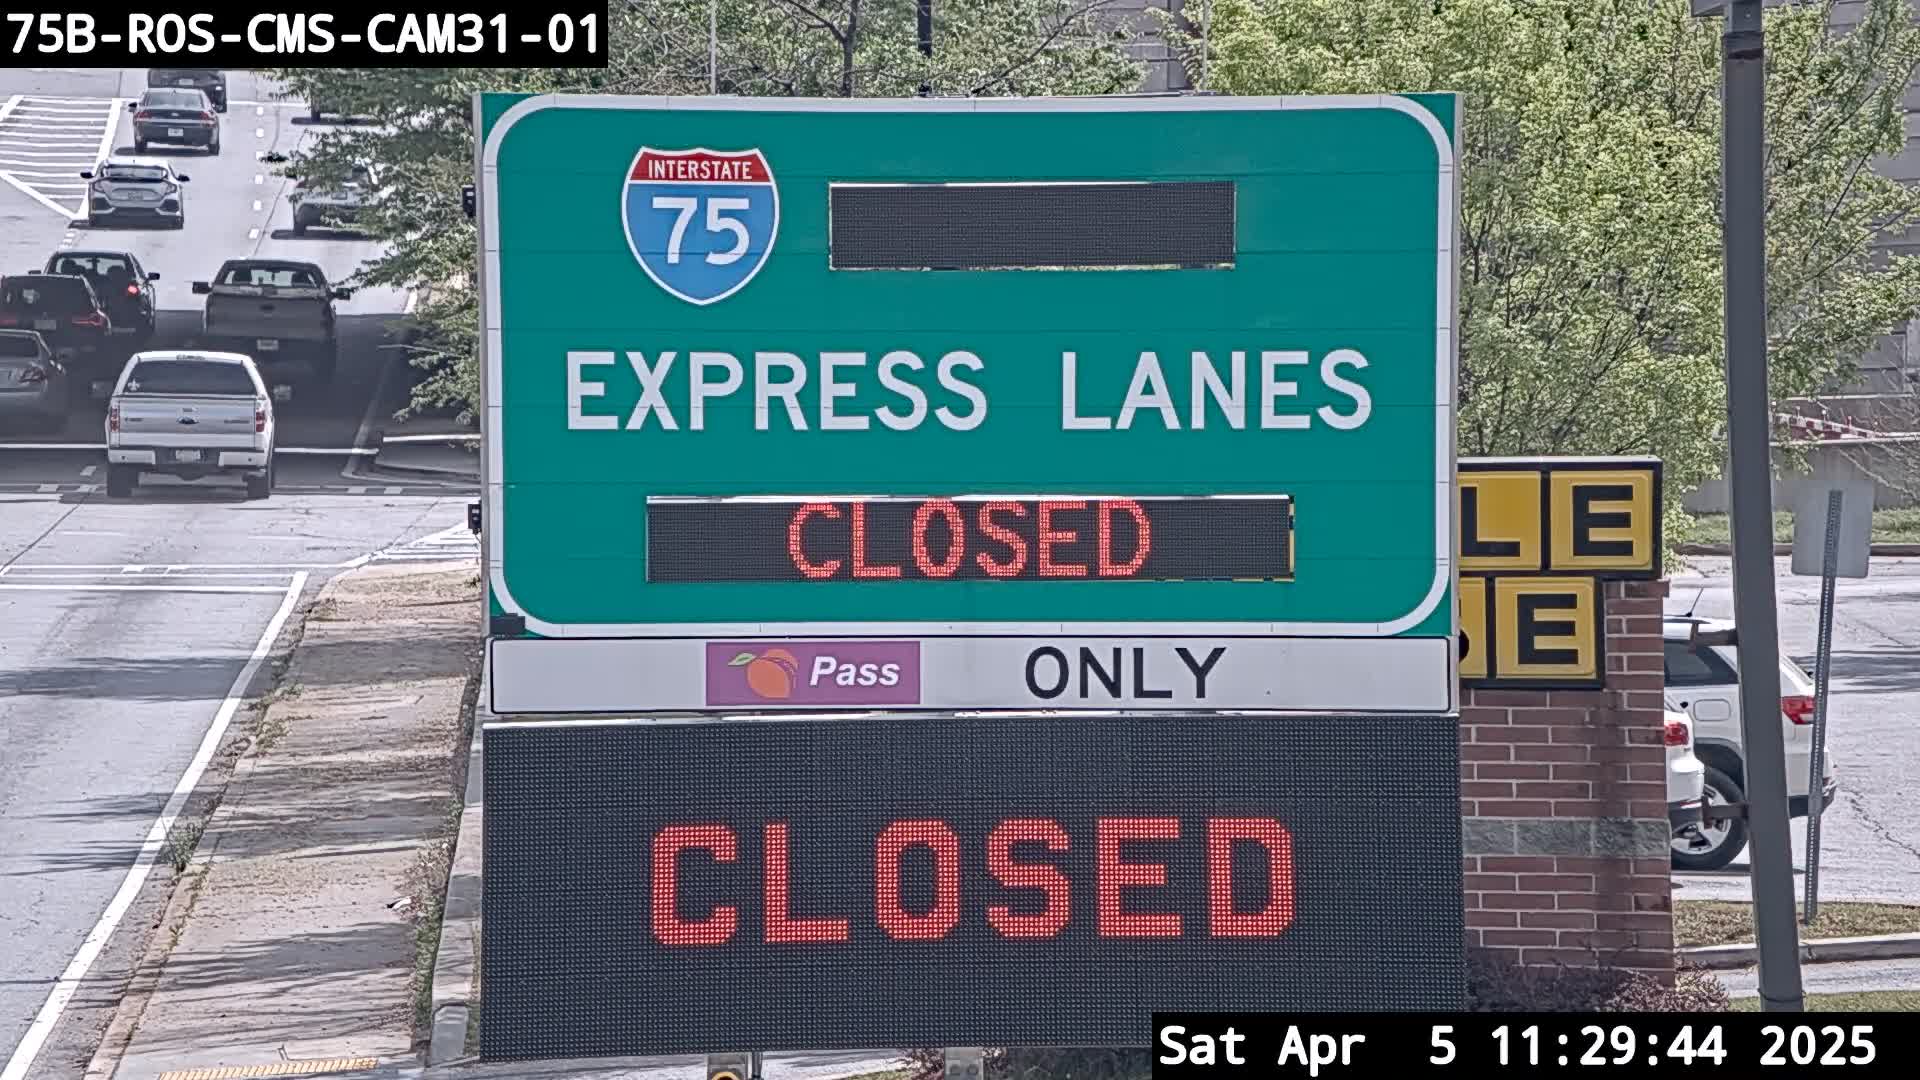 75B-ROS-CMS-CAM31-01
INTERSTATE
75
EXPRESS LANES
CLOSED
Pass ONLY
CLOSED
LE
E
Sat Apr 5 11:29:44 2025